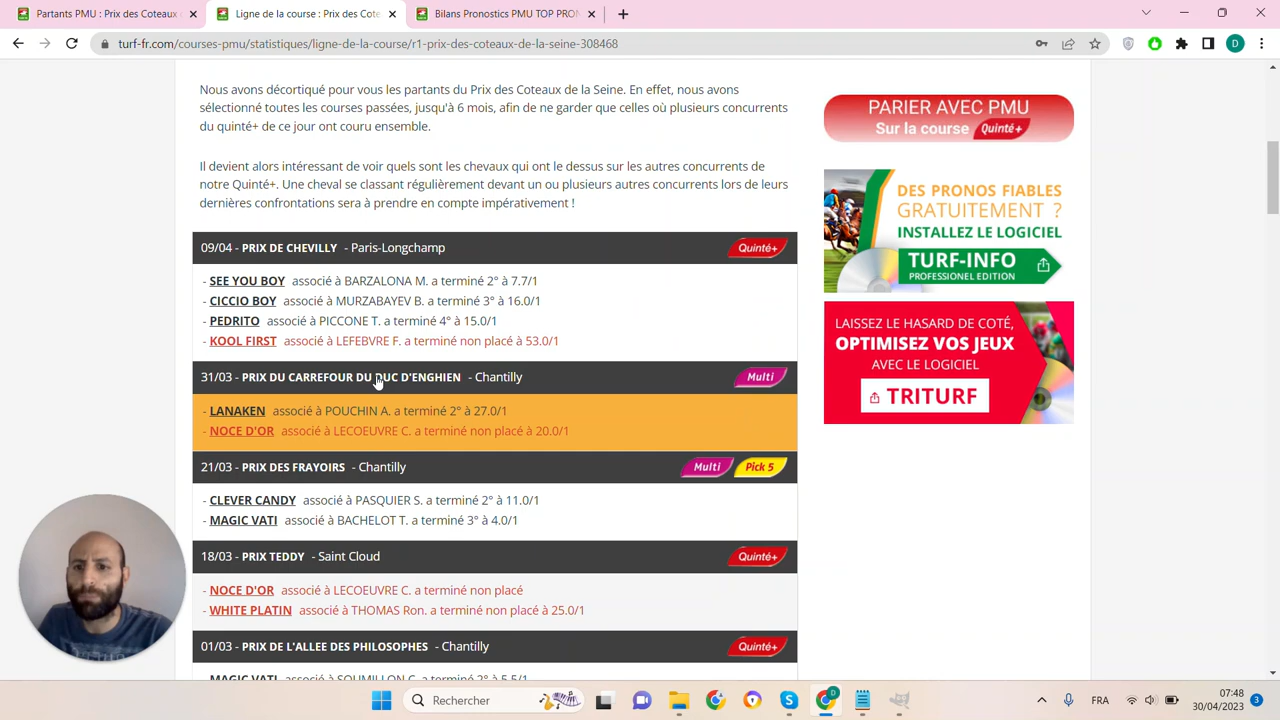 Partants PMU : Prix des Coteaux
Ligne de la course : Prix des Cote
Bilans Pronostics PMU TOP PRON
turf-fr.com/courses-pmu/statistiques/ligne-de-la-course/r1-prix-des-coteaux-de-la-seine-308468
D
Nous avons décortiqué pour vous les partants du Prix des Coteaux de la Seine. En effet, nous avons
sélectionné toutes les courses passées, jusqu'à 6 mois, afin de ne garder que celles où plusieurs concurrents
du quinté+ de ce jour ont couru ensemble.
Il devient alors intéressant de voir quels sont les chevaux qui ont le dessus sur les autres concurrents de
notre Quinté+. Une cheval se classant régulièrement devant un ou plusieurs autres concurrents lors de leurs
dernières confrontations sera à prendre en compte impérativement !
09/04 - PRIX DE CHEVILLY - Paris-Longchamp Quinté+
SEE YOU BOY associé à BARZALONA M. a terminé 2° à 7.7/1
- CICCIO BOY associé à MURZABAYEV B. a terminé 3° à 16.0/1
- PEDRITO associé à PICCONE T. a terminé 4° à 15.0/1
- KOOL FIRST associé à LEFEBVRE F. a terminé non placé à 53.0/1
31/03 - PRIX DU CARREFOUR DU DUC D'ENGHIEN - Chantilly Multi
- LANAKEN associé à POUCHIN A. a terminé 2° à 27.0/1
- NOCE D'OR associé à LECOEUVRE C. a terminé non placé à 20.0/1
21/03 - PRIX DES FRAYOIRS - Chantilly Multi Pick 5
- CLEVER CANDY associé à PASQUIER S. a terminé 2° à 11.0/1
- MAGIC VATI associé à BACHELOT T. a terminé 3° à 4.0/1
18/03 - PRIX TEDDY - Saint Cloud Quinté+
- NOCE D'OR associé à LECOEUVRE C. a terminé non placé
- WHITE PLATIN associé à THOMAS Ron. a terminé non placé à 25.0/1
01/03 - PRIX DE L'ALLEE DES PHILOSOPHES - Chantilly Quinté+
MAGIC VATI associé à SOUMILLON C. a terminé 2° à 5.5/1
PARIER AVEC PMU
Sur la course Quinté+
DES PRONOS FIABLES
GRATUITEMENT ?
INSTALLEZ LE LOGICIEL
TURF-INFO
PROFESSIONEL EDITION
LAISSEZ LE HASARD DE COTÉ,
OPTIMISEZ VOS JEUX
AVEC LE LOGICIEL
TRITURF
Rechercher
D
FRA
07:48
30/04/2023
3